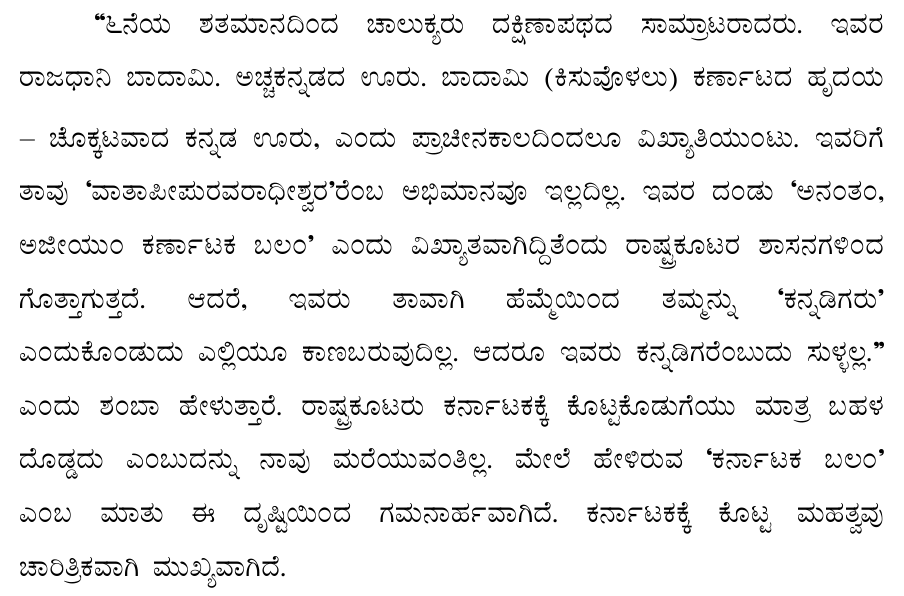 “೬ನೆಯ ಶತಮಾನದಿಂದ ಚಾಲುಕ್ಯರು ದಕ್ಷಿಣಾಪಥದ ಸಾಮ್ರಾಟರಾದರು. ಇವರ
ರಾಜಧಾನಿ ಬಾದಾಮಿ. ಅಚ್ಚಕನ್ನಡದ ಊರು. ಬಾದಾಮಿ (ಕಿಸುವೊಳಲು) ಕರ್ಣಾಟದ ಹೃದಯ
– ಚೊಕ್ಕಟವಾದ ಕನ್ನಡ ಊರು, ಎಂದು ಪ್ರಾಚೀನಕಾಲದಿಂದಲೂ ವಿಖ್ಯಾತಿಯುಂಟು. ಇವರಿಗೆ
ತಾವು ‘ವಾತಾಪೀಪುರವರಾಧೀಶ್ವರ’ರೆಂಬ ಅಭಿಮಾನವೂ ಇಲ್ಲದಿಲ್ಲ. ಇವರ ದಂಡು ‘ಅನಂತಂ,
ಅಜೇಯುಂ ಕರ್ಣಾಟಕ ಬಲಂ’ ಎಂದು ವಿಖ್ಯಾತವಾಗಿದ್ದಿತೆಂದು ರಾಷ್ಟ್ರಕೂಟರ ಶಾಸನಗಳಿಂದ
ಗೊತ್ತಾಗುತ್ತದೆ. ಆದರೆ, ಇವರು ತಾವಾಗಿ ಹೆಮ್ಮೆಯಿಂದ ತಮ್ಮನ್ನು ‘ಕನ್ನಡಿಗರು’
ಎಂದುಕೊಂಡುದು ಎಲ್ಲಿಯೂ ಕಾಣಬರುವುದಿಲ್ಲ. ಆದರೂ ಇವರು ಕನ್ನಡಿಗರೆಂಬುದು ಸುಳ್ಳಲ್ಲ.”
ಎಂದು ಶಂಬಾ ಹೇಳುತ್ತಾರೆ. ರಾಷ್ಟ್ರಕೂಟರು ಕರ್ನಾಟಕಕ್ಕೆ ಕೊಟ್ಟಕೊಡುಗೆಯು ಮಾತ್ರ ಬಹಳ
ದೊಡ್ಡದು ಎಂಬುದನ್ನು ನಾವು ಮರೆಯುವಂತಿಲ್ಲ. ಮೇಲೆ ಹೇಳಿರುವ ‘ಕರ್ನಾಟಕ ಬಲಂ’
ಎಂಬ ಮಾತು ಈ ದೃಷ್ಟಿಯಿಂದ ಗಮನಾರ್ಹವಾಗಿದೆ. ಕರ್ನಾಟಕಕ್ಕೆ ಕೊಟ್ಟ ಮಹತ್ವವು
ಚಾರಿತ್ರಿಕವಾಗಿ ಮುಖ್ಯವಾಗಿದೆ.